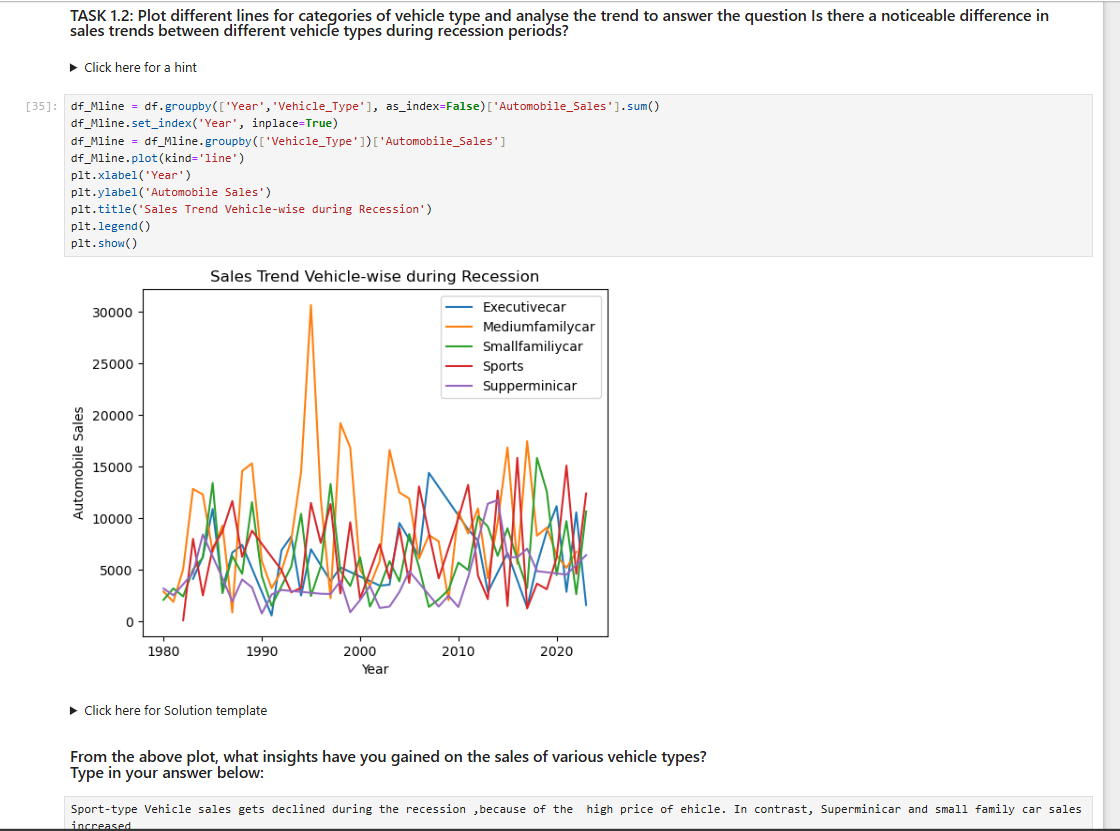 TASK 1.2: Plot different lines for categories of vehicle type and analyse the trend to answer the question Is there a noticeable difference in
sales trends between different vehicle types during recession periods?
Click here for a hint
[35]:
df_Mline = df.groupby(['Year','Vehicle_Type'], as_index=False)['Automobile_Sales'].sum()
df_Mline.set_index('Year', inplace=True)
df_Mline = df_Mline.groupby(['Vehicle_Type'])['Automobile_Sales']
df_Mline.plot(kind='line')
plt.xlabel('Year')
plt.ylabel('Automobile Sales')
plt.title('Sales Trend Vehicle-wise during Recession')
plt.legend()
plt.show()
Sales Trend Vehicle-wise during Recession
Executivecar
Mediumfamilycar
Smallfamiliycar
Sports
Supperminicar
30000
25000
20000
15000
10000
5000
0
Automobile Sales
1980 1990 2000 2010 2020
Year
Click here for Solution template
From the above plot, what insights have you gained on the sales of various vehicle types?
Type in your answer below:
Sport-type Vehicle sales gets declined during the recession ,because of the  high price of ehicle. In contrast, Superminicar and small family car sales
increased